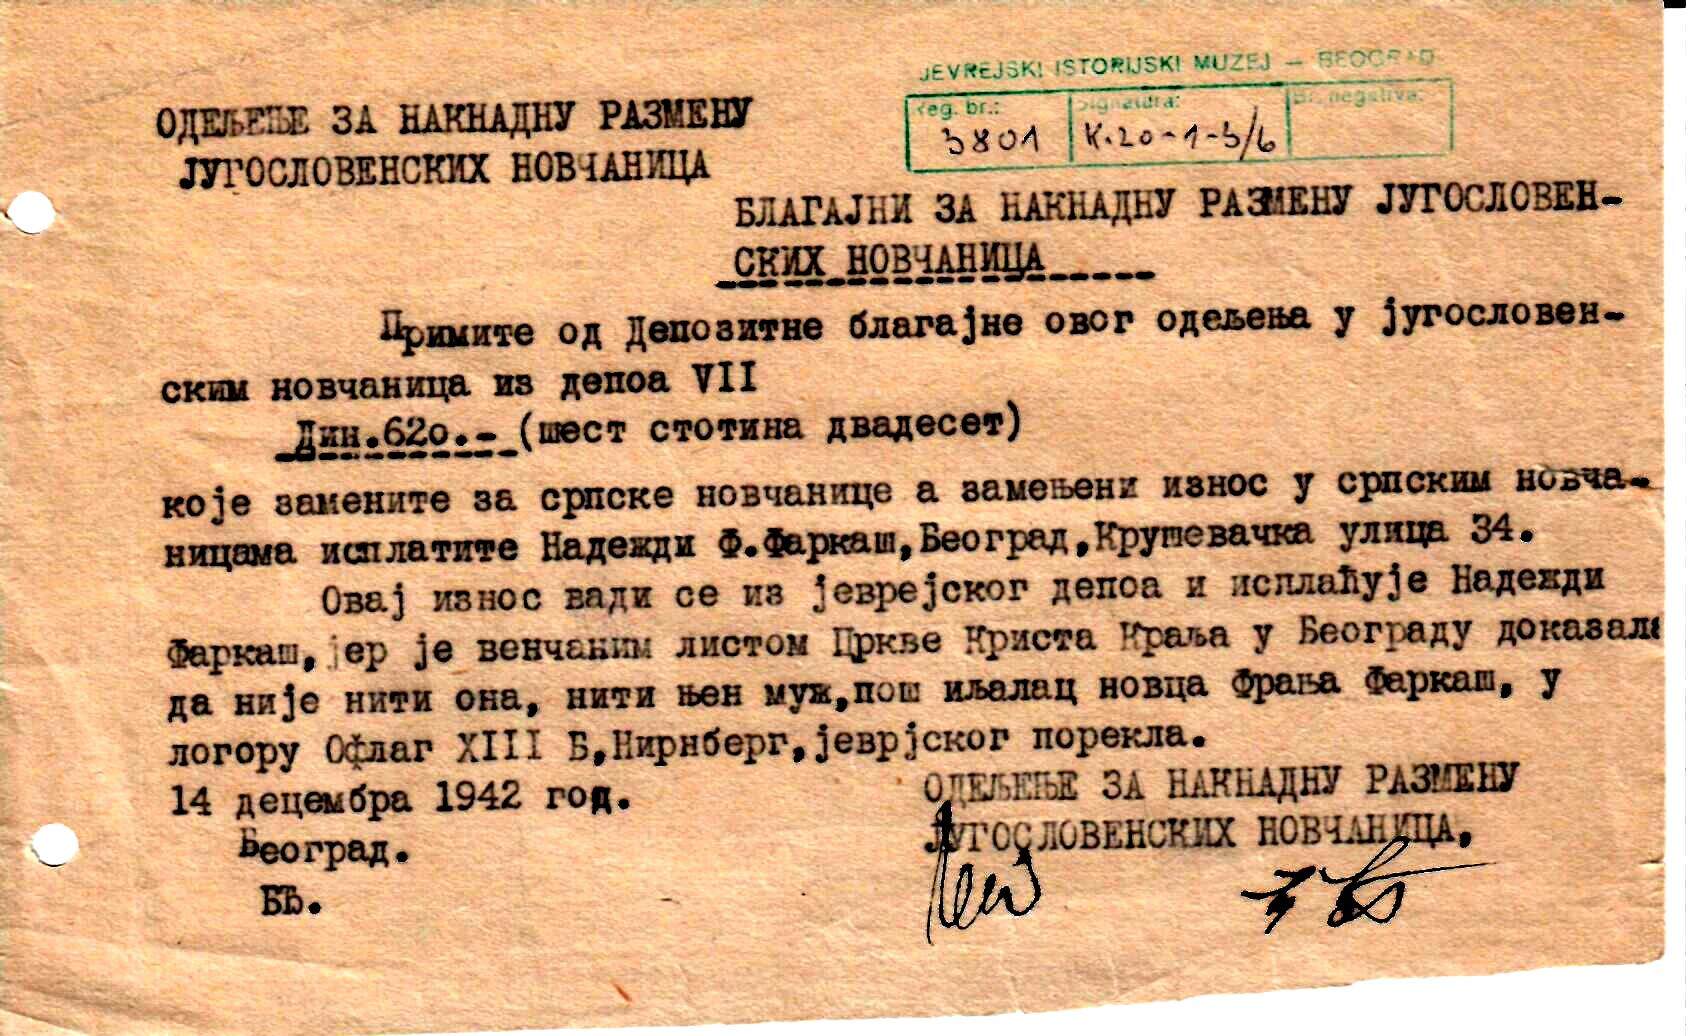 JEVREJSKI ISTORIJSKI MUZEJ — BEOGRAD
Reg. br.: Signatura: Br. negativa:
3801 K.20-1-3/6
ОДЕЉЕЊЕ ЗА НАКНАДНУ РАЗМЕНУ
ЈУГОСЛОВЕНСКИХ НОВЧАНИЦА
БЛАГАЈНИ ЗА НАКНАДНУ РАЗМЕНУ ЈУГОСЛОВЕН-
СКИХ НОВЧАНИЦА
Примите од Депозитне благајне овог одељења у југословен-
ским новчаница из депоа VII
Дин.62о.- (шест стотина двадесет)
које замените за српске новчанице а замењени износ у српским новча-
ницама исплатите Надежди Ф.Фаркаш,Београд,Крушевачка улица 34.
Овај износ вади се из јеврејског депоа и исплаћује Надежди
Фаркаш,јер је венчаним листом Цркве Криста Краља у Београду доказала
да није нити она, нити њен муж,пош иљалац новца Фрања Фаркаш, у
логору Офлаг XIII Б,Нирнберг,јеврјског порекла.
14 децембра 1942 год.
Београд.
БЂ.
ОДЕЉЕЊЕ ЗА НАКНАДНУ РАЗМЕНУ
ЈУГОСЛОВЕНСКИХ НОВЧАНИЦА,